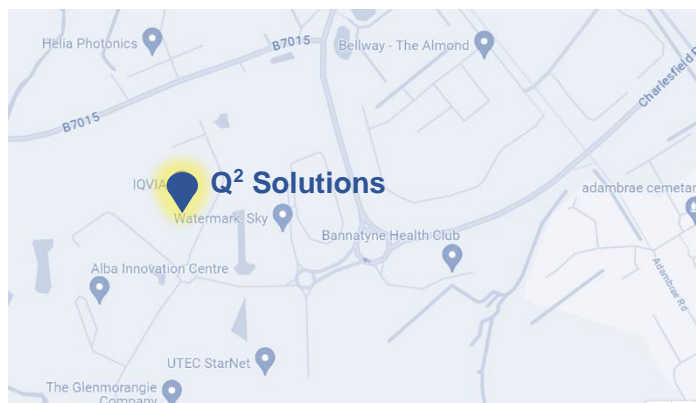 Helia Photonics
B7015
Bellway - The Almond
Charlesfield
B7015
IQVIA
Q² Solutions
adambrae cemetar
Watermark Sky
Bannatyne Health Club
Alba Innovation Centre
Adambrae Rd
UTEC StarNet
The Glenmorangie
Company